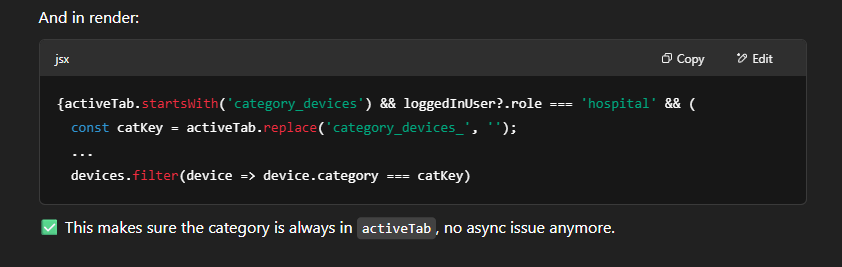 And in render:
jsx
Copy
Edit
{activeTab.startsWith('category_devices') && loggedInUser?.role === 'hospital' && (
  const catKey = activeTab.replace('category_devices_', '');
  ...
  devices.filter(device => device.category === catKey)
✅ This makes sure the category is always in activeTab, no async issue anymore.